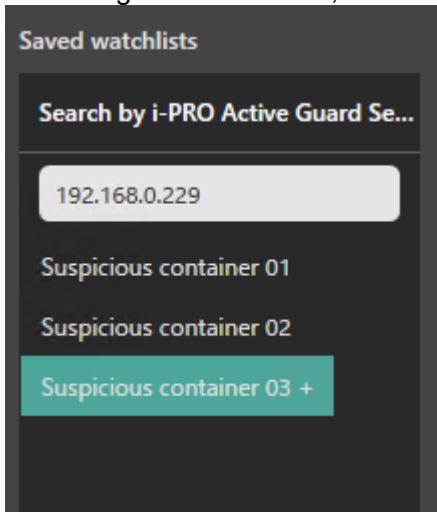 Saved watchlists
Search by i-PRO Active Guard Se...
192.168.0.229
Suspicious container 01
Suspicious container 02
Suspicious container 03 +